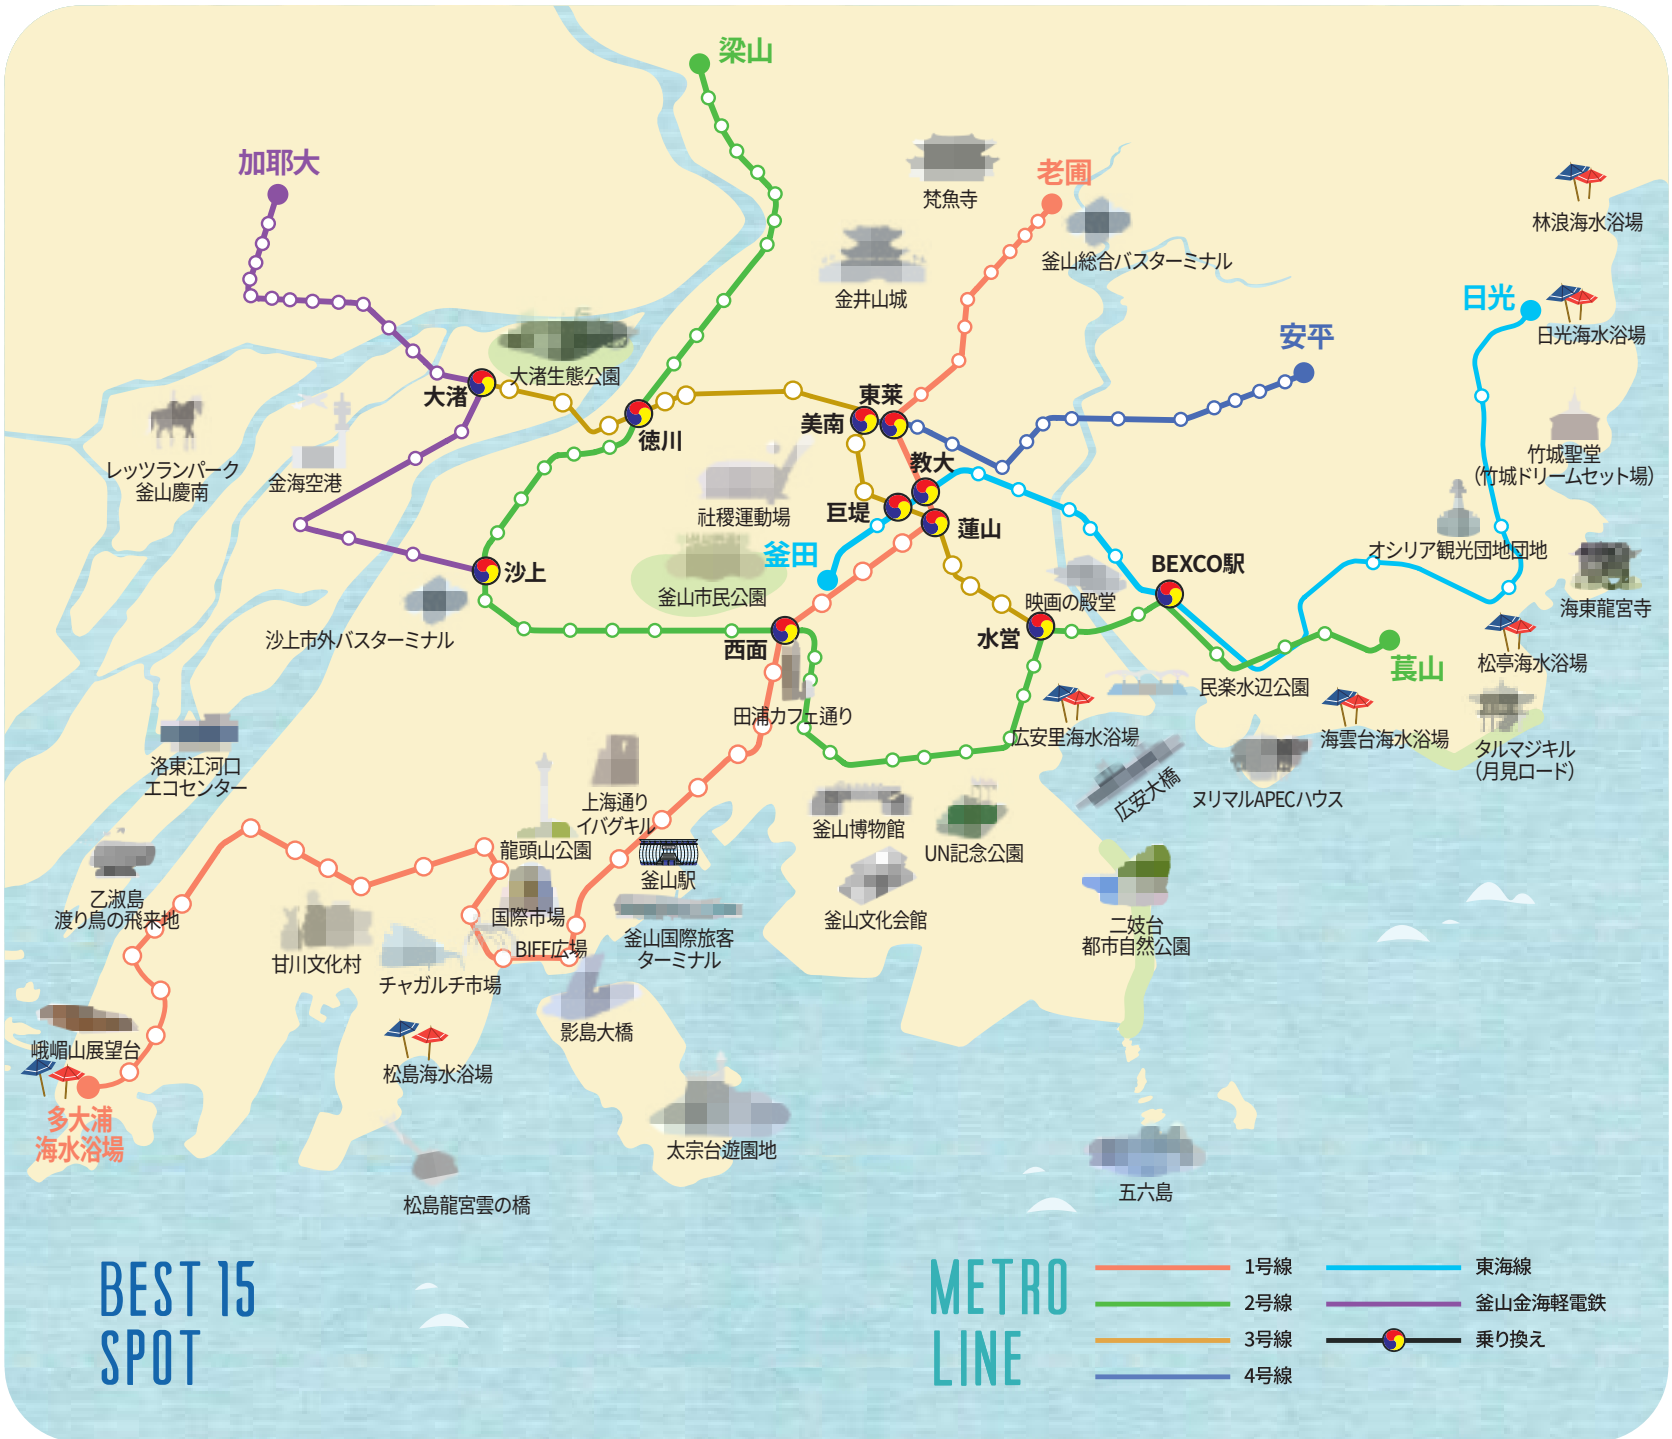 梁山
加耶大
梵魚寺
老圃
林浪海水浴場
釜山総合バスターミナル
金井山城
日光
日光海水浴場
安平
大渚生態公園
大渚
東莱
美南
徳川
教大
レッツランパーク
釜山慶南
金海空港
竹城聖堂
(竹城ドリームセット場)
社稷運動場
巨堤
蓮山
釜田
オシリア観光団地団地
BEXCO駅
沙上
釜山市民公園
映画の殿堂
海東龍宮寺
沙上市外バスターミナル
西面
水営
松亭海水浴場
萇山
民楽水辺公園
田浦カフェ通り
広安里海水浴場
海雲台海水浴場
タルマジキル
(月見ロード)
洛東江河口
エコセンター
広安大橋
ヌリマルAPECハウス
上海通り
イバグキル
釜山博物館
龍頭山公園
UN記念公園
釜山駅
乙淑島
渡り鳥の飛来地
国際市場
釜山文化会館
二妓台
都市自然公園
釜山国際旅客
ターミナル
BIFF広場
甘川文化村
チャガルチ市場
影島大橋
峨嵋山展望台
松島海水浴場
多大浦
海水浴場
太宗台遊園地
五六島
松島龍宮雲の橋
BEST 15
SPOT
METRO
LINE
1号線
2号線
3号線
4号線
東海線
釜山金海軽電鉄
乗り換え